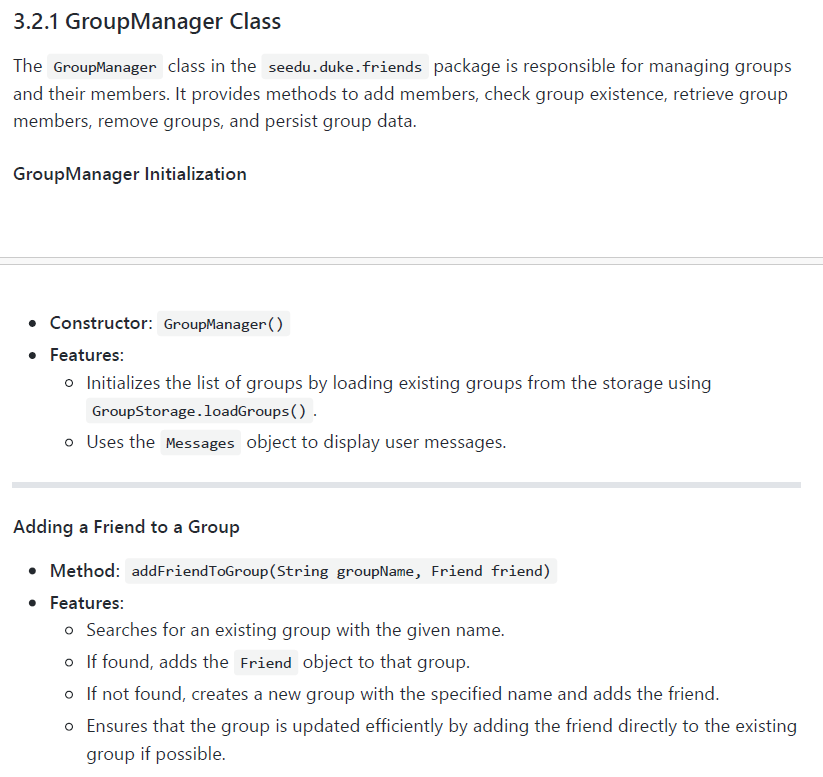 3.2.1 GroupManager Class
The GroupManager class in the seedu.duke.friends package is responsible for managing groups
and their members. It provides methods to add members, check group existence, retrieve group
members, remove groups, and persist group data.
GroupManager Initialization
Constructor: GroupManager()
Features:
Initializes the list of groups by loading existing groups from the storage using
GroupStorage.loadGroups() .
Uses the Messages object to display user messages.
Adding a Friend to a Group
Method: addFriendToGroup(String groupName, Friend friend)
Features:
Searches for an existing group with the given name.
If found, adds the Friend object to that group.
If not found, creates a new group with the specified name and adds the friend.
Ensures that the group is updated efficiently by adding the friend directly to the existing
group if possible.